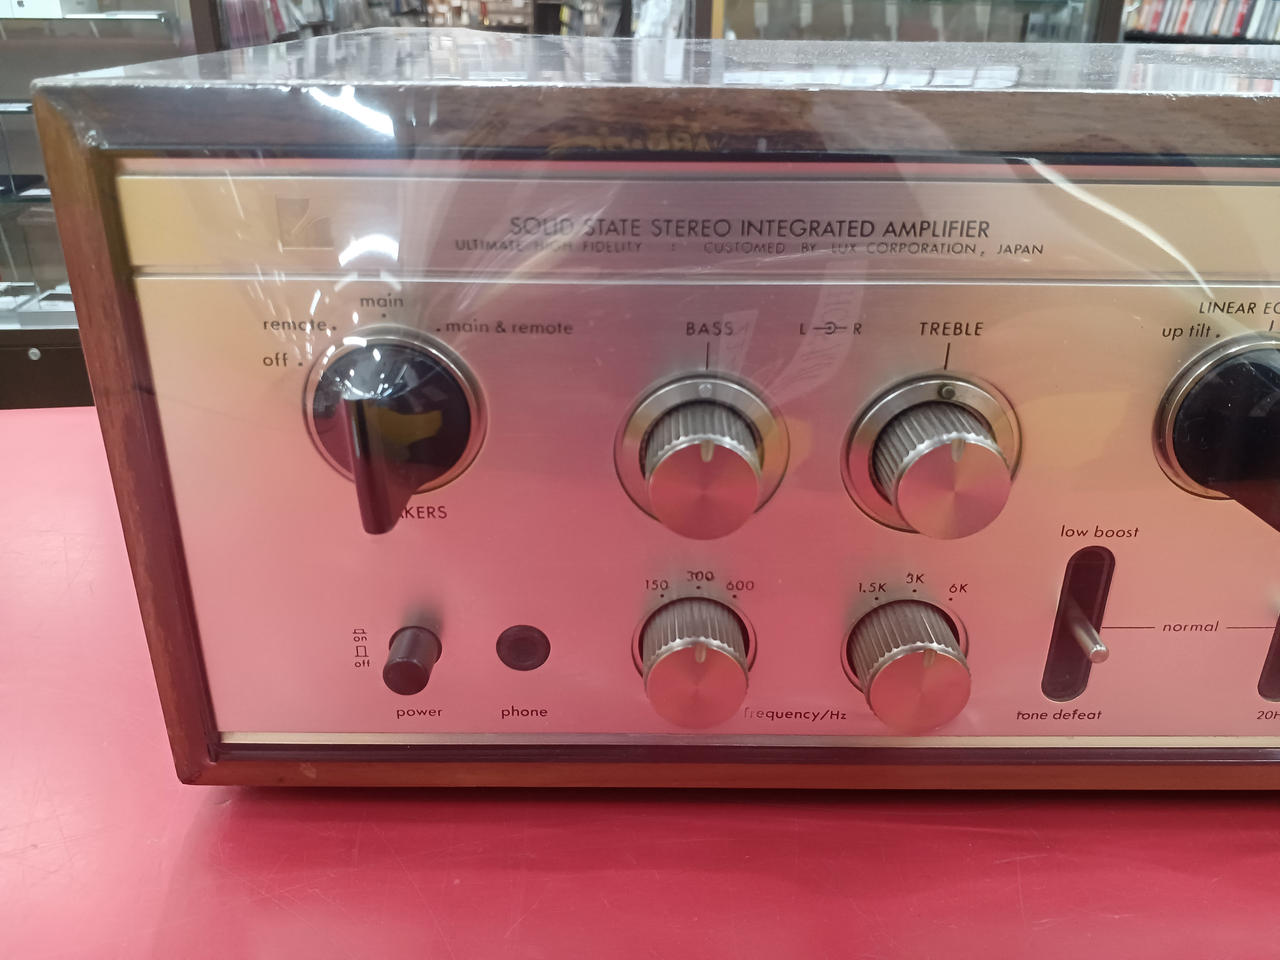 SOLID STATE STEREO INTEGRATED AMPLIFIER
ULTIMATE HIGH FIDELITY : CUSTOMED BY LUX CORPORATION, JAPAN
main
remote
main & remote
off
BASS
L R
TREBLE
LINEAR EQ
up tilt
AKERS
low boost
150
300
600
1.5K
3K
6K
normal
on
off
power
phone
frequency/Hz
tone defeat
20H